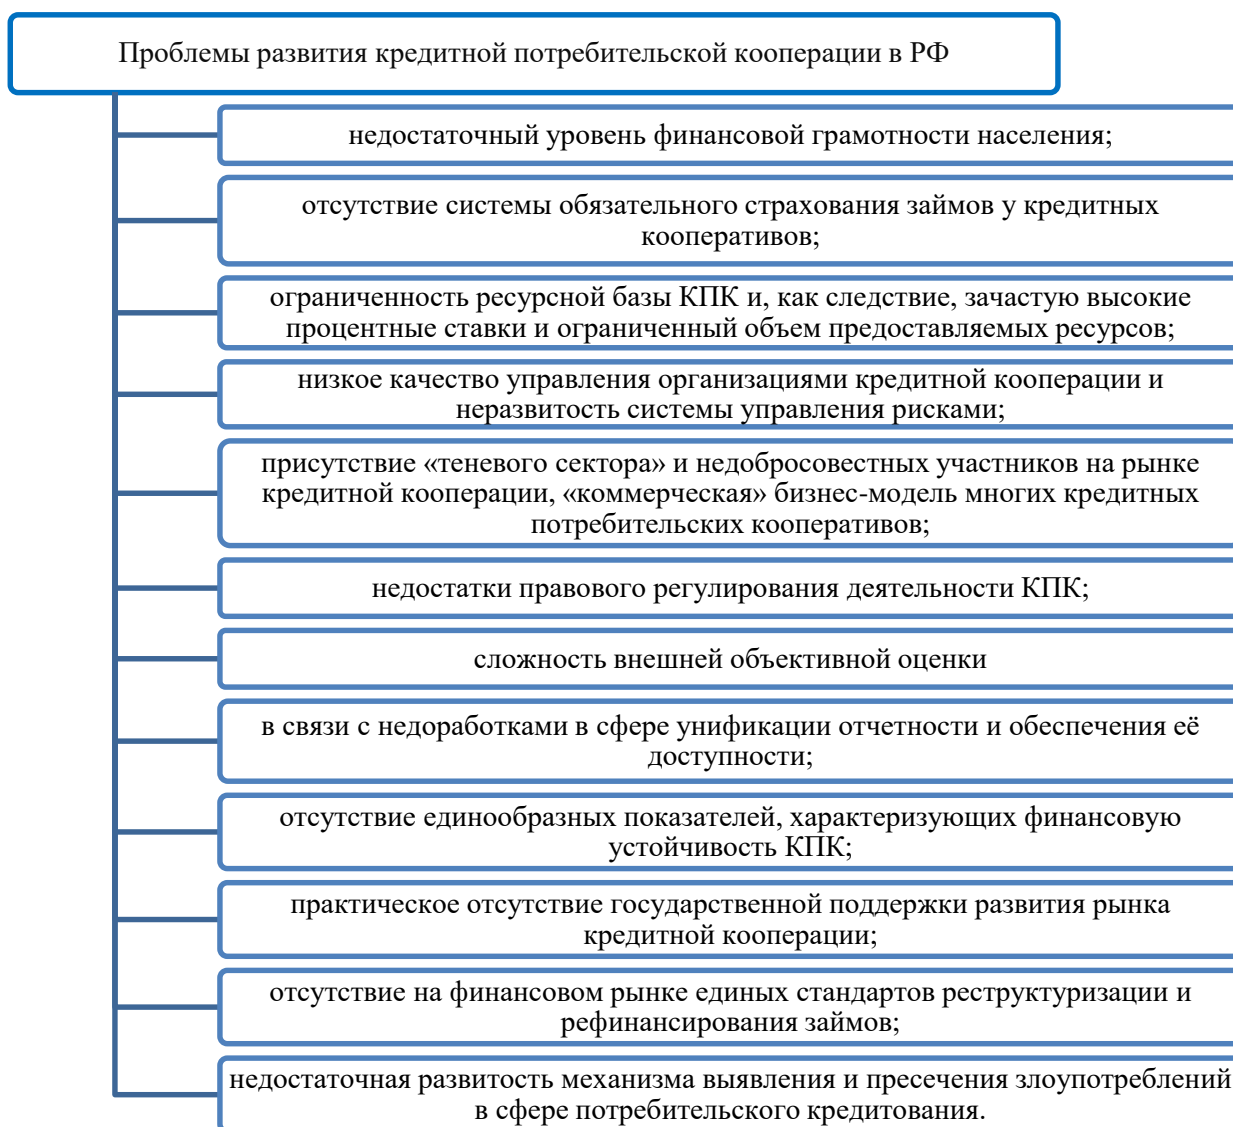 Проблемы развития кредитной потребительской кооперации в РФ
недостаточный уровень финансовой грамотности населения;
отсутствие системы обязательного страхования займов у кредитных
кооперативов;
ограниченность ресурсной базы КПК и, как следствие, зачастую высокие
процентные ставки и ограниченный объем предоставляемых ресурсов;
низкое качество управления организациями кредитной кооперации и
неразвитость системы управления рисками;
присутствие «теневого сектора» и недобросовестных участников на рынке
кредитной кооперации, «коммерческая» бизнес-модель многих кредитных
потребительских кооперативов;
недостатки правового регулирования деятельности КПК;
сложность внешней объективной оценки
в связи с недоработками в сфере унификации отчетности и обеспечения её
доступности;
отсутствие единообразных показателей, характеризующих финансовую
устойчивость КПК;
практическое отсутствие государственной поддержки развития рынка
кредитной кооперации;
отсутствие на финансовом рынке единых стандартов реструктуризации и
рефинансирования займов;
недостаточная развитость механизма выявления и пресечения злоупотреблений
в сфере потребительского кредитования.